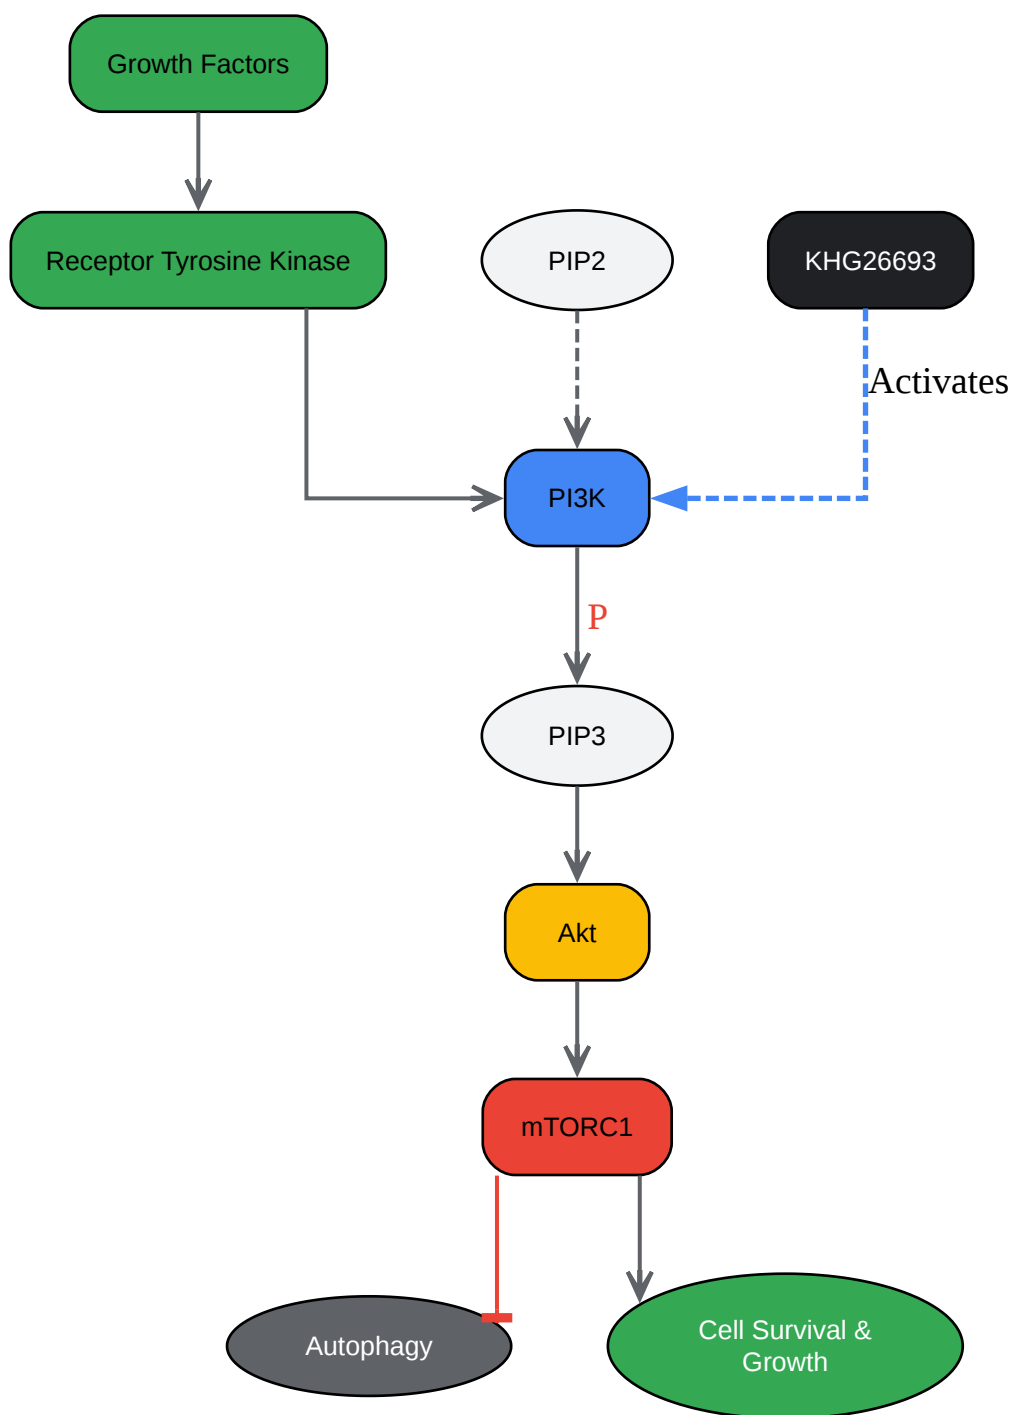 Growth Factors
Receptor Tyrosine Kinase
PIP2
KHG26693
Activates
PI3K
P
PIP3
Akt
mTORC1
Autophagy
Cell Survival &
Growth